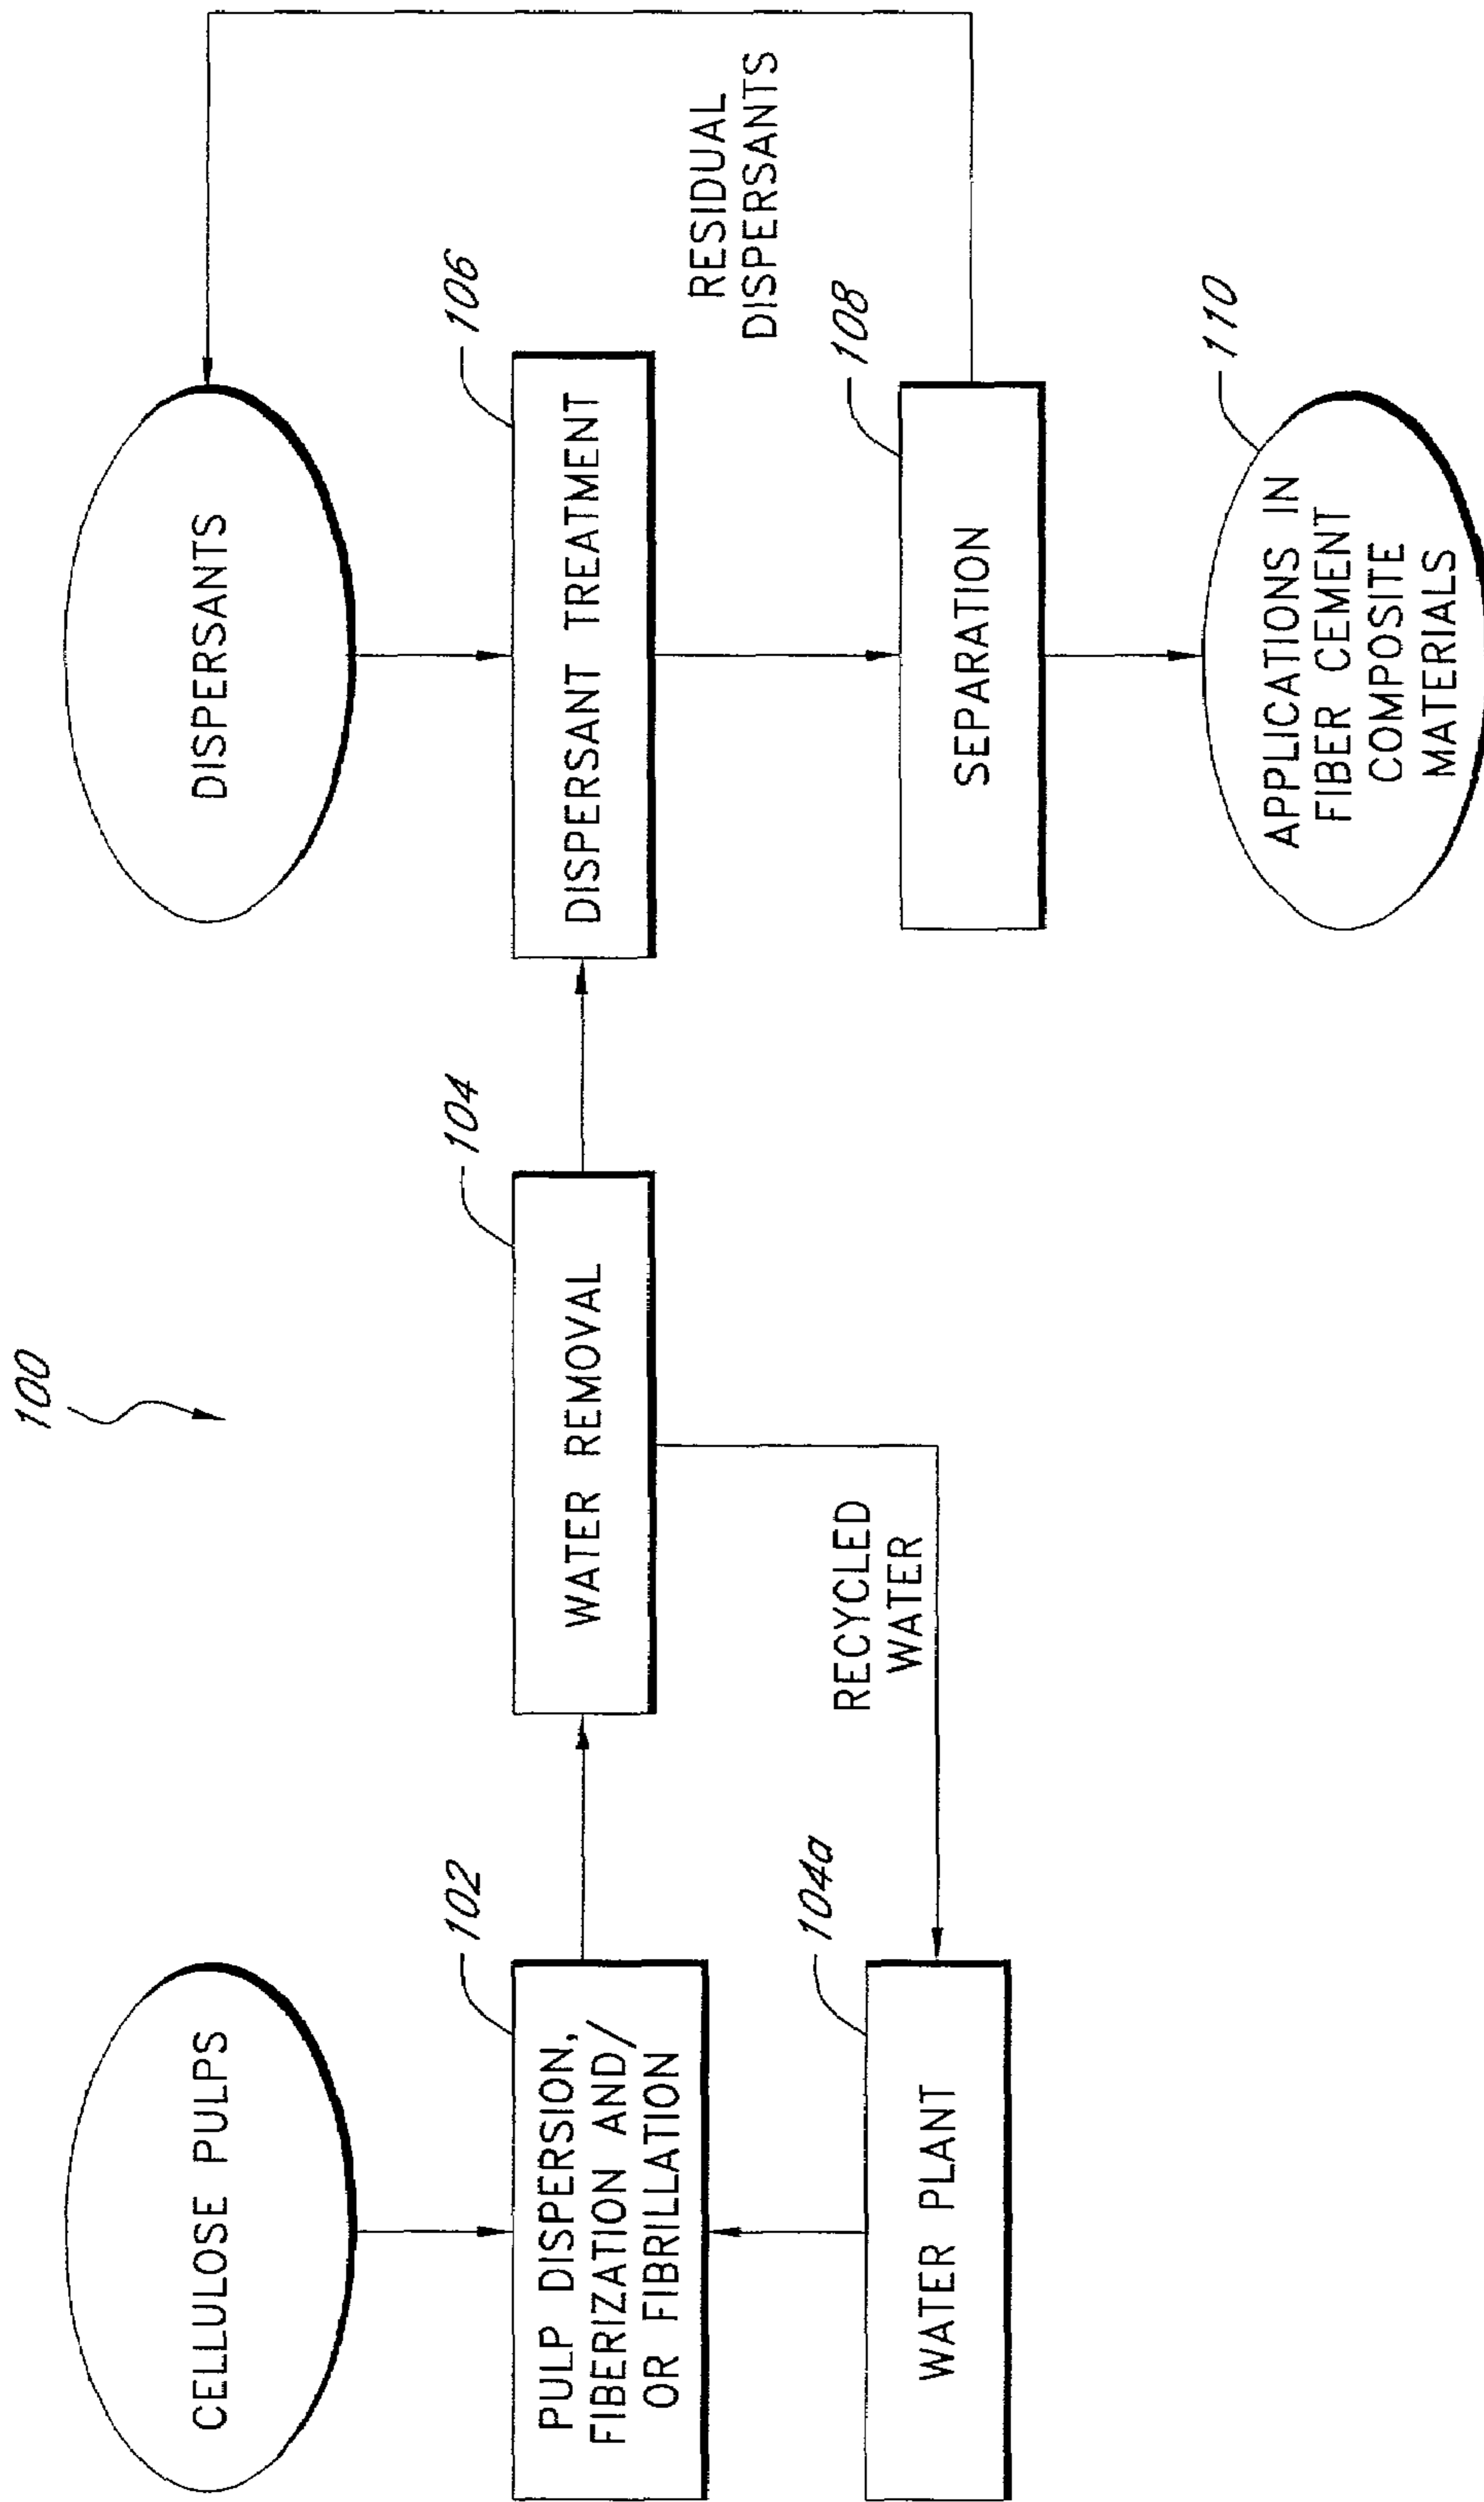 100
CELLULOSE PULPS
DISPERSANTS
102
PULP DISPERSION,
FIBERIZATION AND/
OR FIBRILLATION
104
WATER REMOVAL
106
DISPERSANT TREATMENT
RESIDUAL
DISPERSANTS
104a
WATER PLANT
RECYCLED
WATER
108
SEPARATION
110
APPLICATIONS IN
FIBER CEMENT
COMPOSITE
MATERIALS